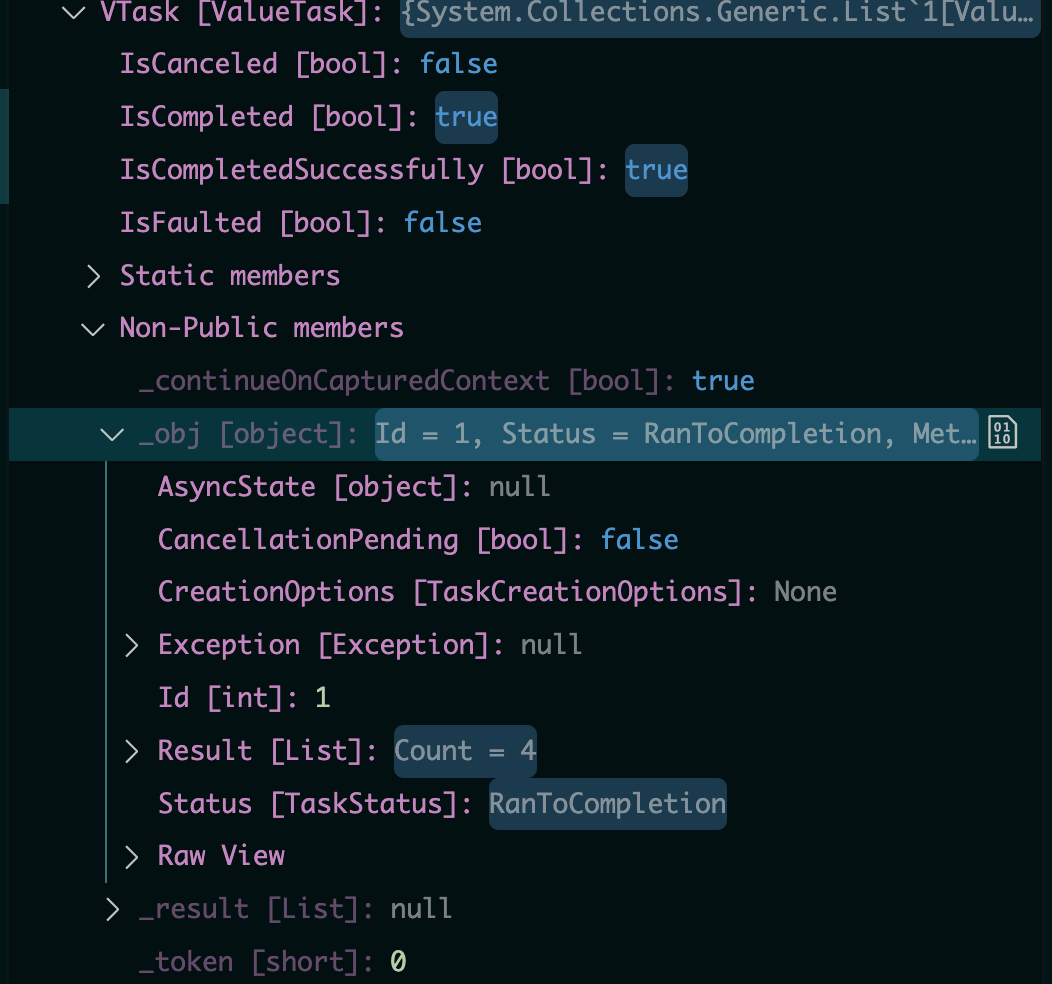 VTask [ValueTask]: {System.Collections.Generic.List`1[Valu…
IsCanceled [bool]: false
IsCompleted [bool]: true
IsCompletedSuccessfully [bool]: true
IsFaulted [bool]: false
Static members
Non-Public members
_continueOnCapturedContext [bool]: true
_obj [object]: Id = 1, Status = RanToCompletion, Met…
AsyncState [object]: null
CancellationPending [bool]: false
CreationOptions [TaskCreationOptions]: None
Exception [Exception]: null
Id [int]: 1
Result [List]: Count = 4
Status [TaskStatus]: RanToCompletion
Raw View
_result [List]: null
_token [short]: 0